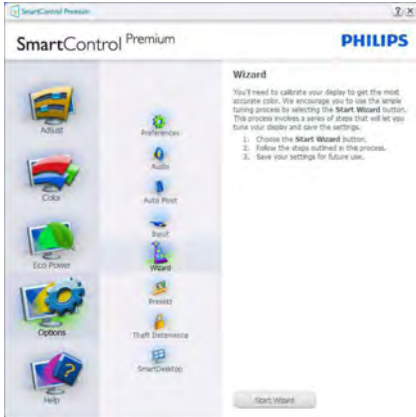 SmartControl Premium
SmartControl Premium
PHILIPS
Adjust
Color
Eco Power
Options
Help
Preferences
Audio
Auto Pivot
Input
Wizard
Presets
Theft Deterrence
SmartDesktop
Wizard
You'll need to calibrate your display to get the most
accurate color. We encourage you to use the simple
tuning process by selecting the Start Wizard button.
This process involves a series of steps that will let you
tune your display and save the settings.
1. Choose the Start Wizard button.
2. Follow the steps outlined in this process.
3. Save your settings for future use.
Start Wizard